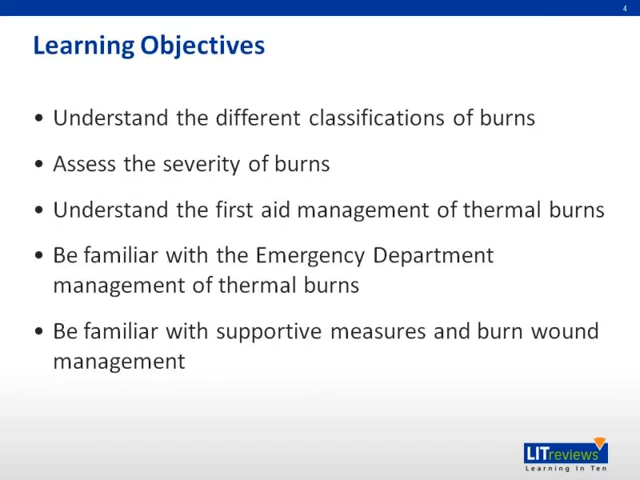 4
Learning Objectives
• Understand the different classifications of burns
• Assess the severity of burns
• Understand the first aid management of thermal burns
• Be familiar with the Emergency Department
management of thermal burns
• Be familiar with supportive measures and burn wound
management
LITreviews
Learning In Ten